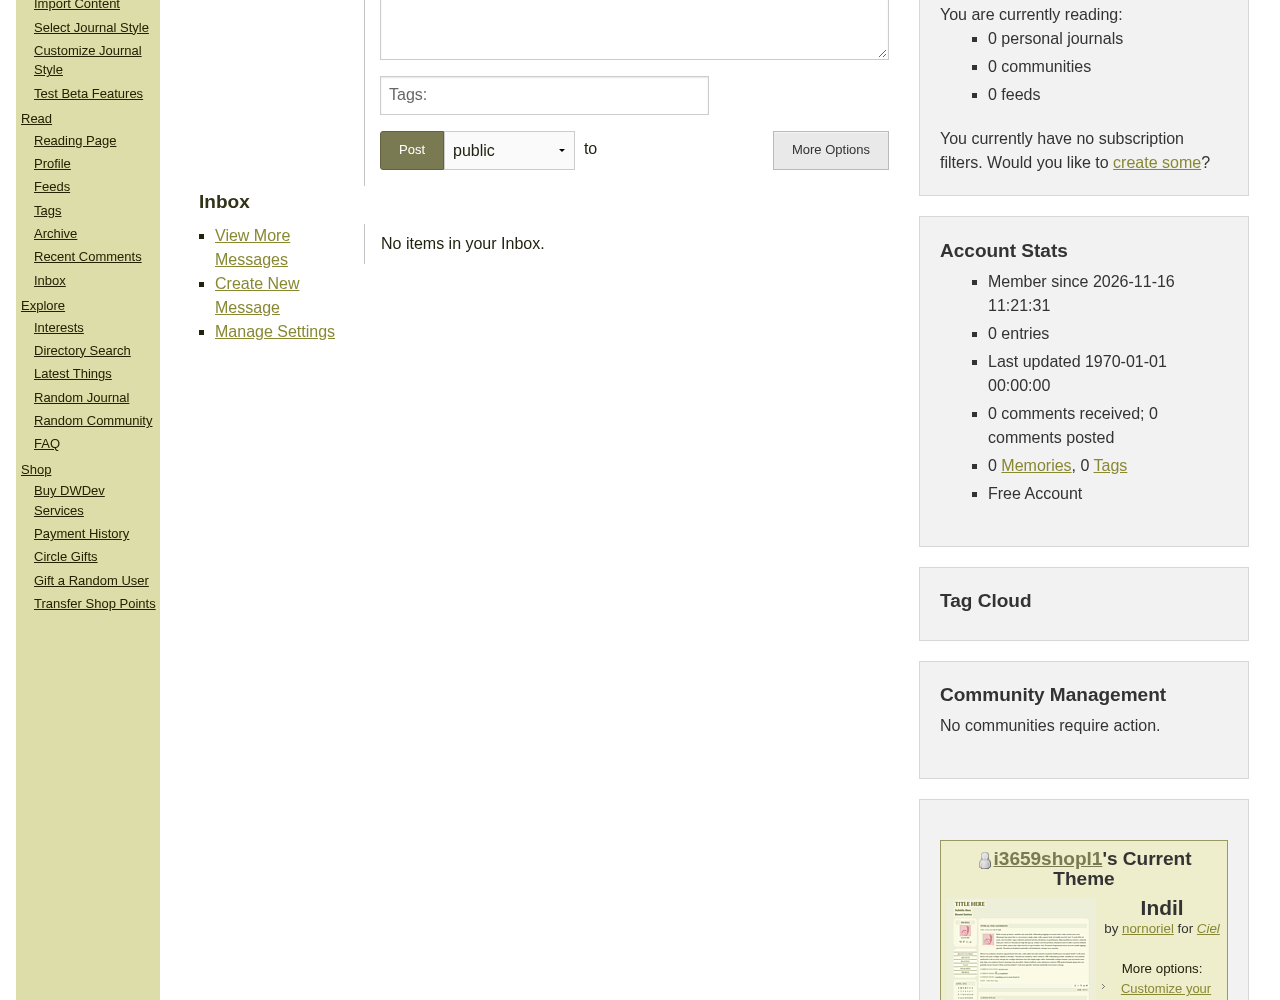 Import Content
Select Journal Style
Customize Journal
Style
Test Beta Features
Read
Reading Page
Profile
Feeds
Tags
Archive
Recent Comments
Inbox
Explore
Interests
Directory Search
Latest Things
Random Journal
Random Community
FAQ
Shop
Buy DWDev
Services
Payment History
Circle Gifts
Gift a Random User
Transfer Shop Points
Tags:
Post
public
to
More Options
Inbox
View More
Messages
Create New
Message
Manage Settings
No items in your Inbox.
You are currently reading:
0 personal journals
0 communities
0 feeds
You currently have no subscription
filters. Would you like to create some?
Account Stats
Member since 2026-11-16
11:21:31
0 entries
Last updated 1970-01-01
00:00:00
0 comments received; 0
comments posted
0 Memories, 0 Tags
Free Account
Tag Cloud
Community Management
No communities require action.
i3659shopl1's Current
Theme
TITLE HERE
Indil
by nornoriel for Ciel
More options:
Customize your